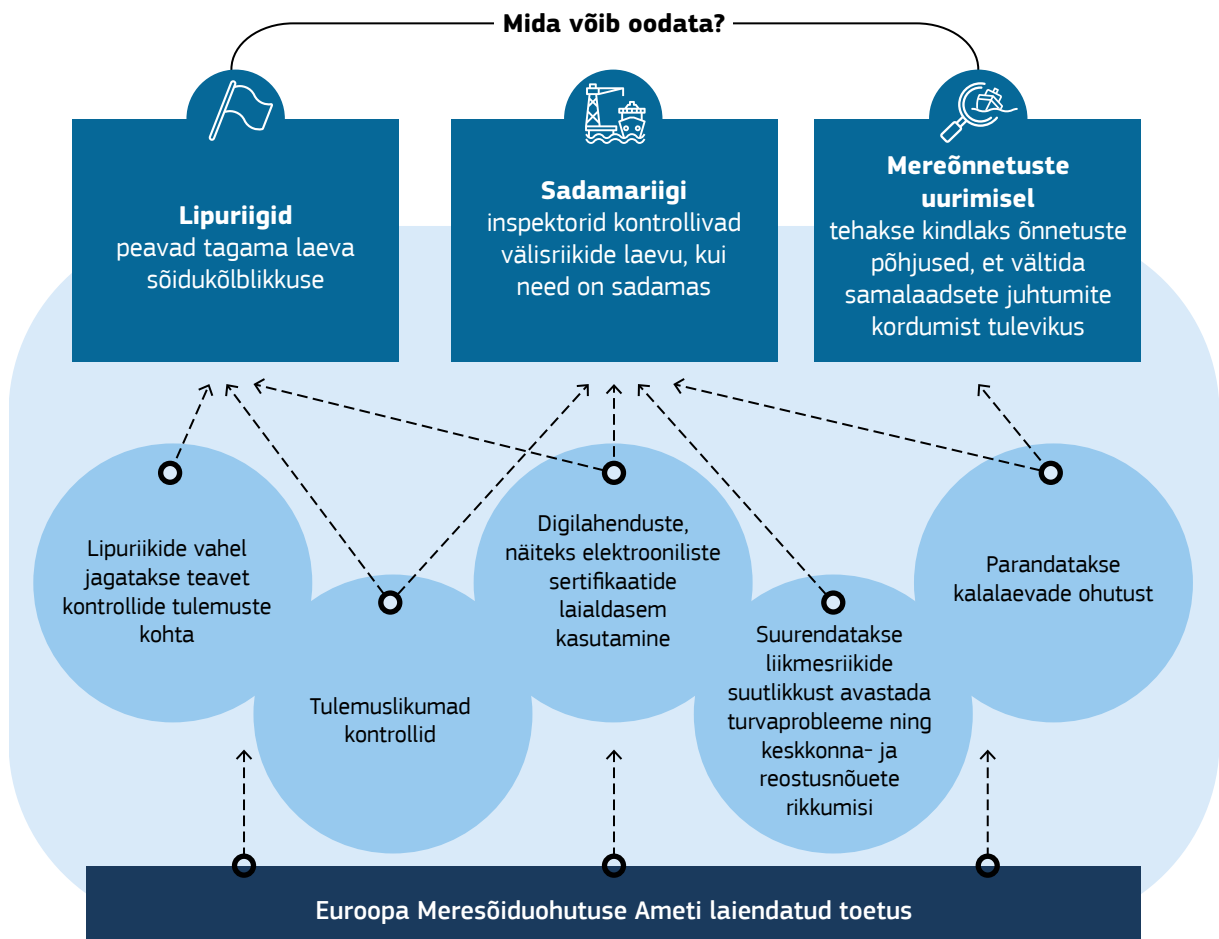 Mida võib oodata?
Lipuriigid
peavad tagama laeva
sõidukõlblikkuse
Sadamariigi
inspektorid kontrollivad
välisriikide laevu, kui
need on sadamas
Mereõnnetuste
uurimisel
tehakse kindlaks õnnetuste
põhjused, et vältida
samalaadsete juhtumite
kordumist tulevikus
Lipuriikide vahel
jagatakse teavet
kontrollide tulemuste
kohta
Tulemuslikumad
kontrollid
Digilahenduste,
näiteks elektrooniliste
sertifikaatide
laialdasem
kasutamine
Suurendatakse
liikmesriikide
suutlikkust avastada
turvaprobleeme ning
keskkonna- ja
reostusnõuete
rikkumisi
Parandatakse
kalalaevade ohutust
Euroopa Meresõiduohutuse Ameti laiendatud toetus